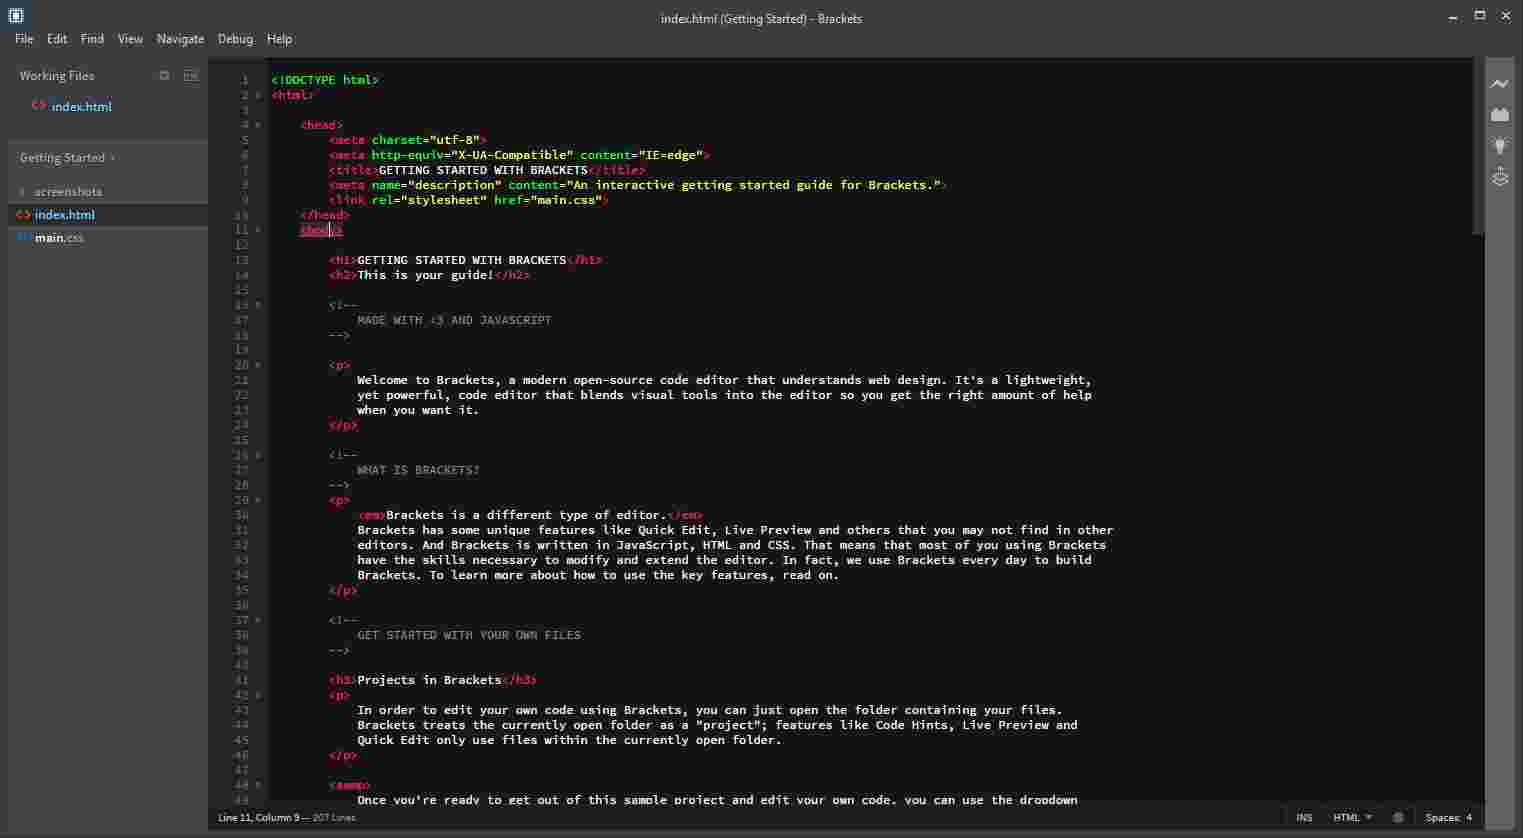 index.html (Getting Started) - Brackets
File Edit Find View Navigate Debug Help
Working Files
<> index.html
Getting Started
screenshots
<> index.html
main.css
1 <!DOCTYPE html>
2 <html>
3
4 <head>
5 <meta charset="utf-8">
6 <meta http-equiv="X-UA-Compatible" content="IE=edge">
7 <title>GETTING STARTED WITH BRACKETS</title>
8 <meta name="description" content="An interactive getting started guide for Brackets.">
9 <link rel="stylesheet" href="main.css">
10 </head>
11 <body>
12
13 <h1>GETTING STARTED WITH BRACKETS</h1>
14 <h2>This is your guide!</h2>
15
16 <!--
17 MADE WITH <3 AND JAVASCRIPT
18 -->
19
20 <p>
21 Welcome to Brackets, a modern open-source code editor that understands web design. It's a lightweight,
22 yet powerful, code editor that blends visual tools into the editor so you get the right amount of help
23 when you want it.
24 </p>
25
26 <!--
27 WHAT IS BRACKETS?
28 -->
29 <p>
30 <em>Brackets is a different type of editor.</em>
31 Brackets has some unique features like Quick Edit, Live Preview and others that you may not find in other
32 editors. And Brackets is written in JavaScript, HTML and CSS. That means that most of you using Brackets
33 have the skills necessary to modify and extend the editor. In fact, we use Brackets every day to build
34 Brackets. To learn more about how to use the key features, read on.
35 </p>
36
37 <!--
38 GET STARTED WITH YOUR OWN FILES
39 -->
40
41 <h3>Projects in Brackets</h3>
42 <p>
43 In order to edit your own code using Brackets, you can just open the folder containing your files.
44 Brackets treats the currently open folder as a "project"; features like Code Hints, Live Preview and
45 Quick Edit only use files within the currently open folder.
46 </p>
47
48 <samp>
49 Once you're ready to get out of this sample project and edit your own code, you can use the dropdown
Line 11, Column 9 — 207 Lines
INS HTML Spaces: 4